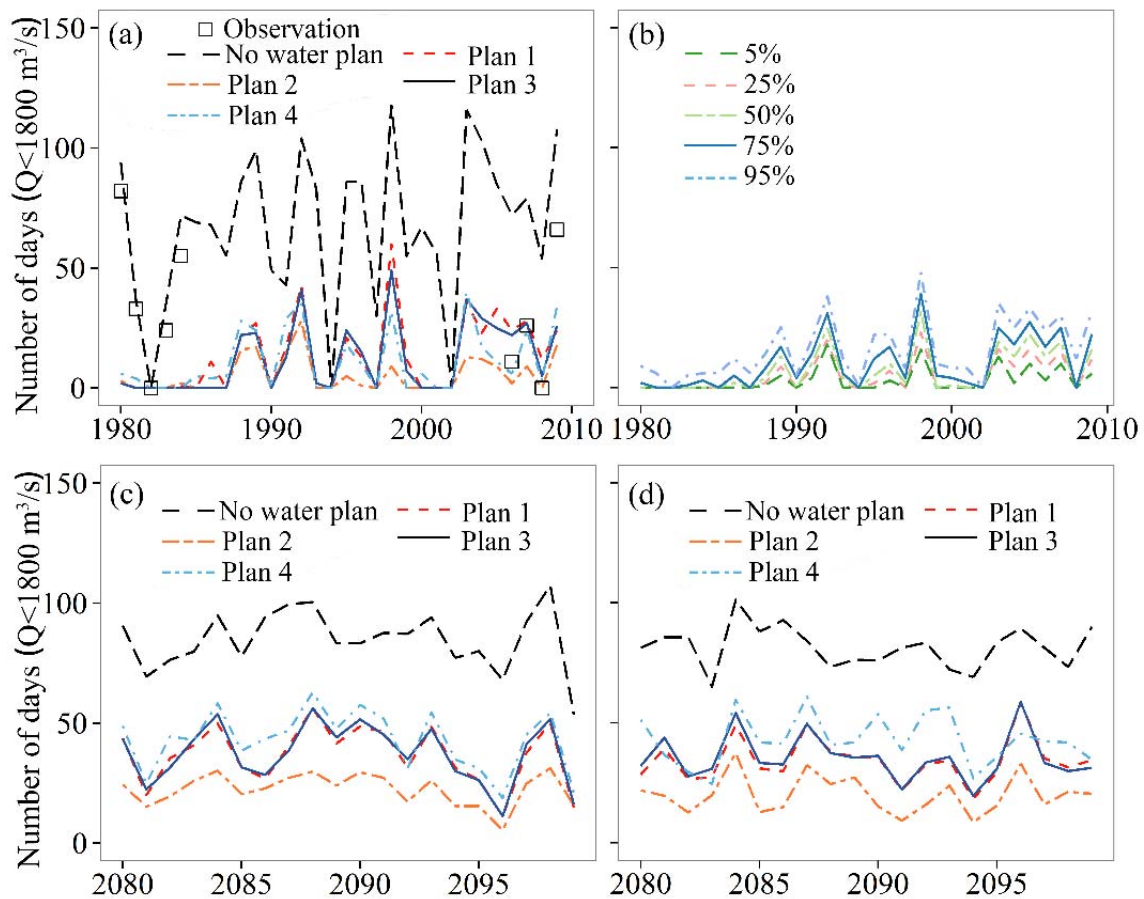 Number of days (Q<1800 m³/s)
150
100
50
0
(a)
Observation
No water plan
Plan 1
Plan 2
Plan 3
Plan 4
1980
1990
2000
2010
(b)
5%
25%
50%
75%
95%
1980
1990
2000
2010
Number of days (Q<1800 m³/s)
150
100
50
0
(c)
No water plan
Plan 1
Plan 2
Plan 3
Plan 4
2080
2085
2090
2095
(d)
No water plan
Plan 1
Plan 2
Plan 3
Plan 4
2080
2085
2090
2095